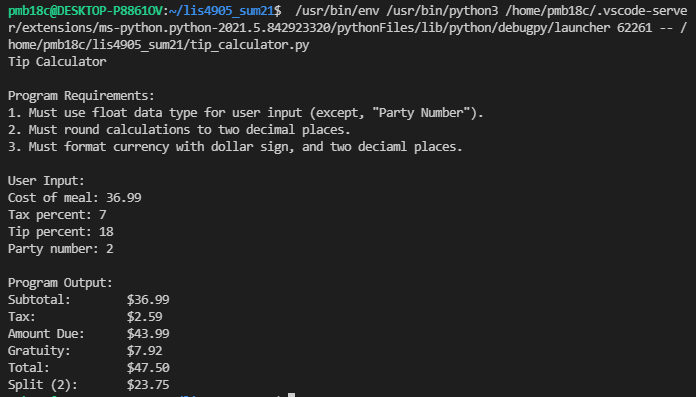 pmb18c@DESKTOP-P8861OV:~/lis4905_sum21$  /usr/bin/env /usr/bin/python3 /home/pmb18c/.vscode-serve
r/extensions/ms-python.python-2021.5.842923320/pythonFiles/lib/python/debugpy/launcher 62261 -- /
home/pmb18c/lis4905_sum21/tip_calculator.py
Tip Calculator
Program Requirements:
1. Must use float data type for user input (except, "Party Number").
2. Must round calculations to two decimal places.
3. Must format currency with dollar sign, and two deciaml places.
User Input:
Cost of meal: 36.99
Tax percent: 7
Tip percent: 18
Party number: 2
Program Output:
Subtotal: $36.99
Tax: $2.59
Amount Due: $43.99
Gratuity: $7.92
Total: $47.50
Split (2): $23.75